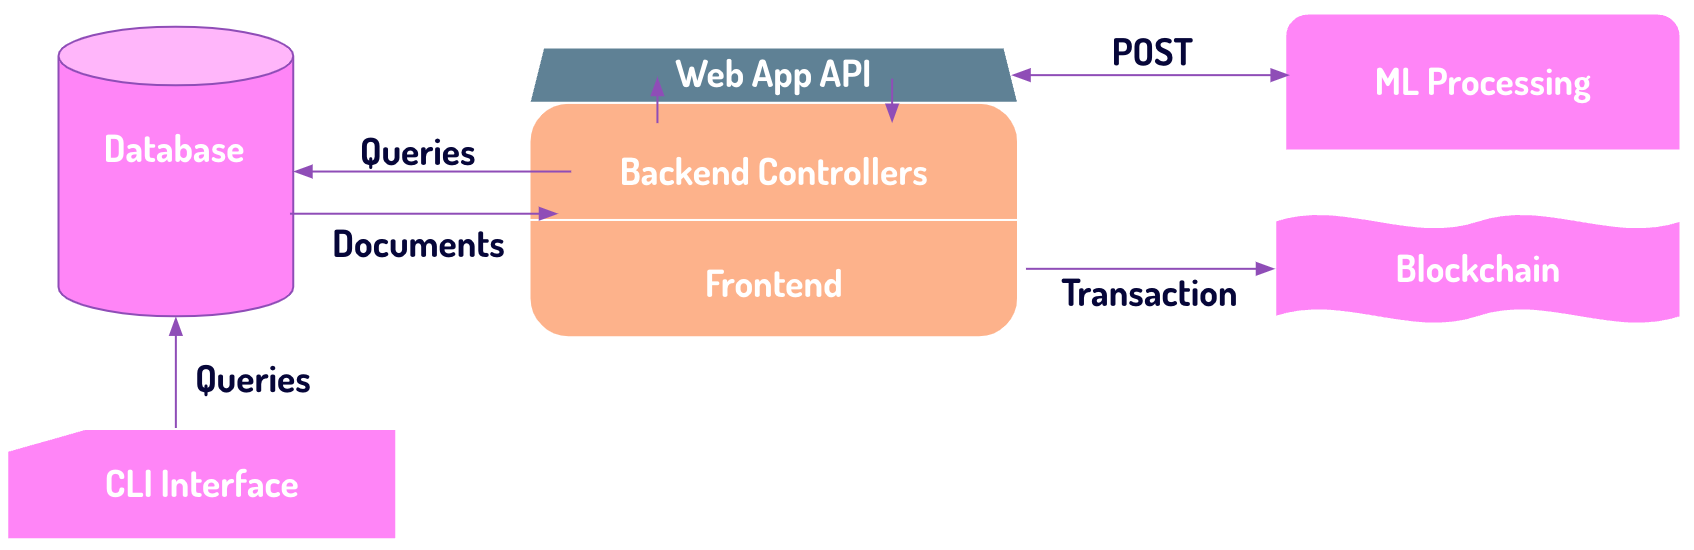 Web App API
POST
ML Processing
Database
Queries
Backend Controllers
Documents
Frontend
Transaction
Blockchain
Queries
CLI Interface